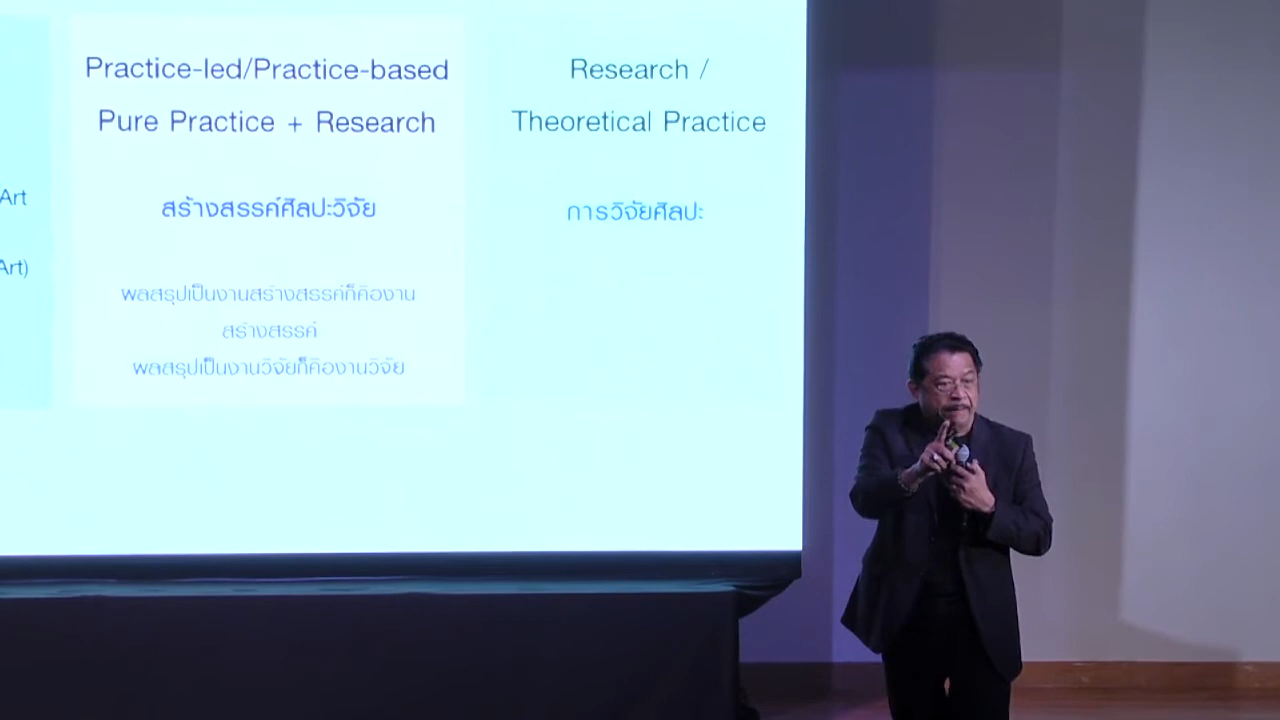 Art
Art)
Practice-led/Practice-based
Pure Practice + Research
สร้างสรรค์ศิลปะวิจัย
ผลสรุปเป็นงานสร้างสรรค์ก็คืองาน
สร้างสรรค์
ผลสรุปเป็นงานวิจัยก็คืองานวิจัย
Research /
Theoretical Practice
การวิจัยศิลปะ